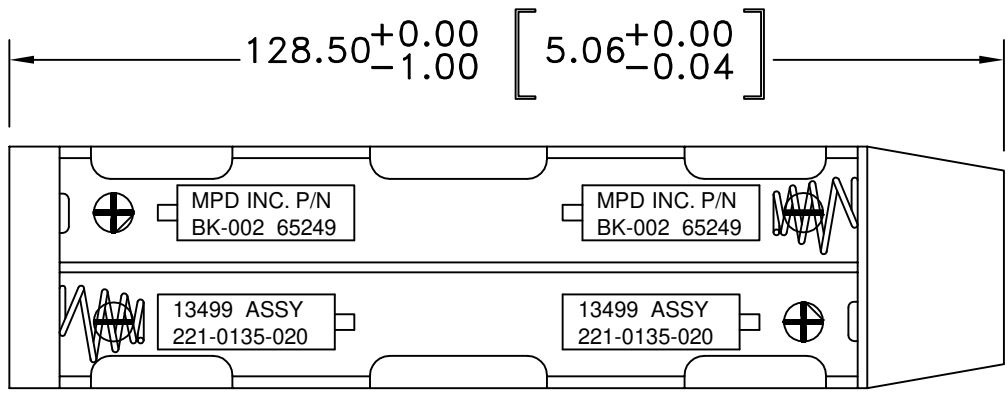 128.50 +0.00 -1.00 [ 5.06 +0.00 -0.04 ]
MPD INC. P/N
BK-002 65249
MPD INC. P/N
BK-002 65249
13499 ASSY
221-0135-020
13499 ASSY
221-0135-020